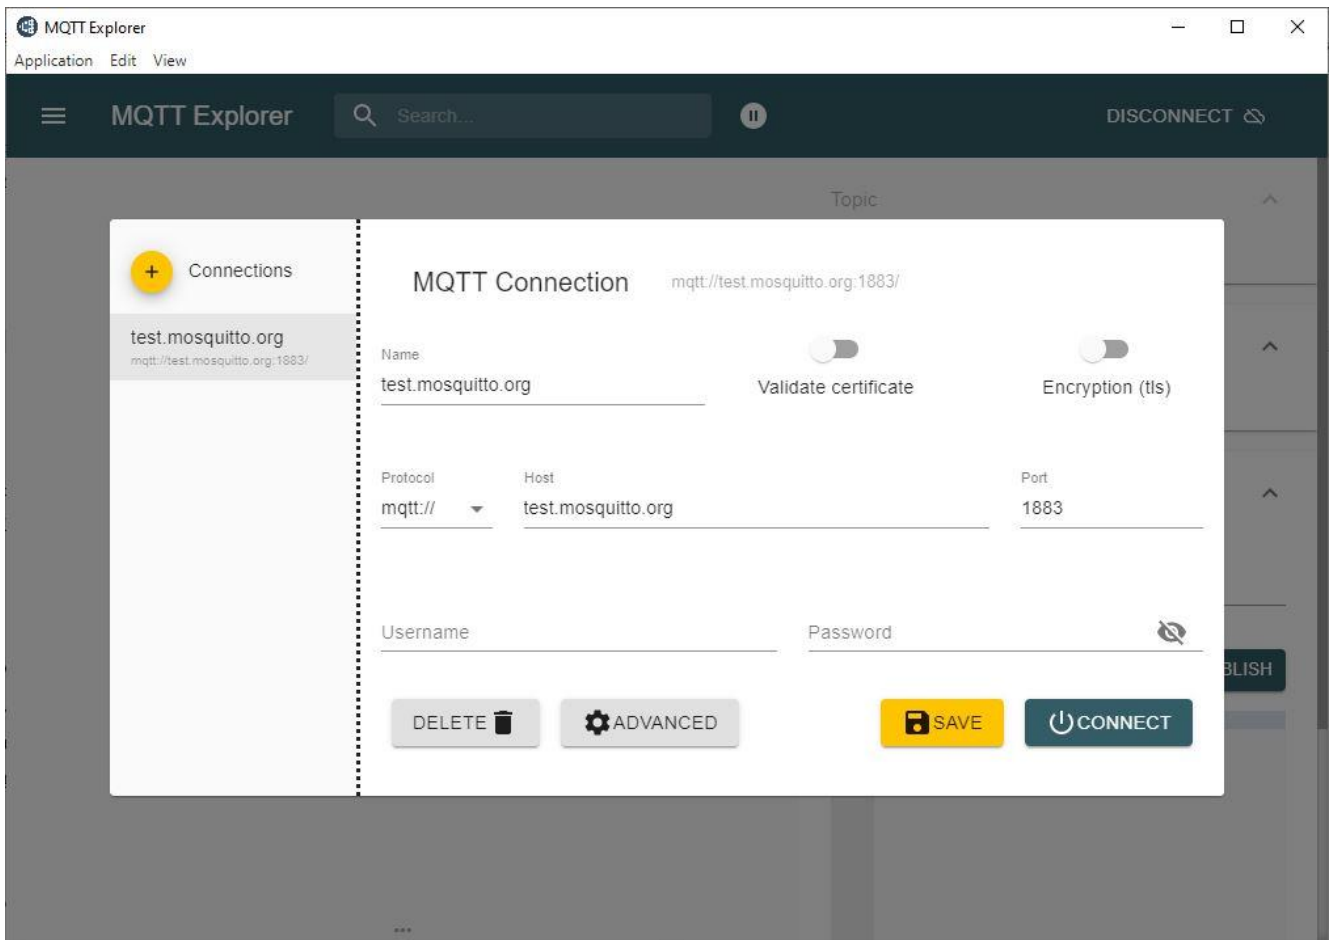 MQTT Explorer
Application Edit View
MQTT Explorer Search... DISCONNECT
Topic
Connections
MQTT Connection mqtt://test.mosquitto.org:1883/
test.mosquitto.org
mqtt://test.mosquitto.org:1883/
Name
test.mosquitto.org
Validate certificate Encryption (tls)
Protocol Host Port
mqtt:// test.mosquitto.org 1883
Username Password
BLISH
DELETE ADVANCED SAVE CONNECT
...